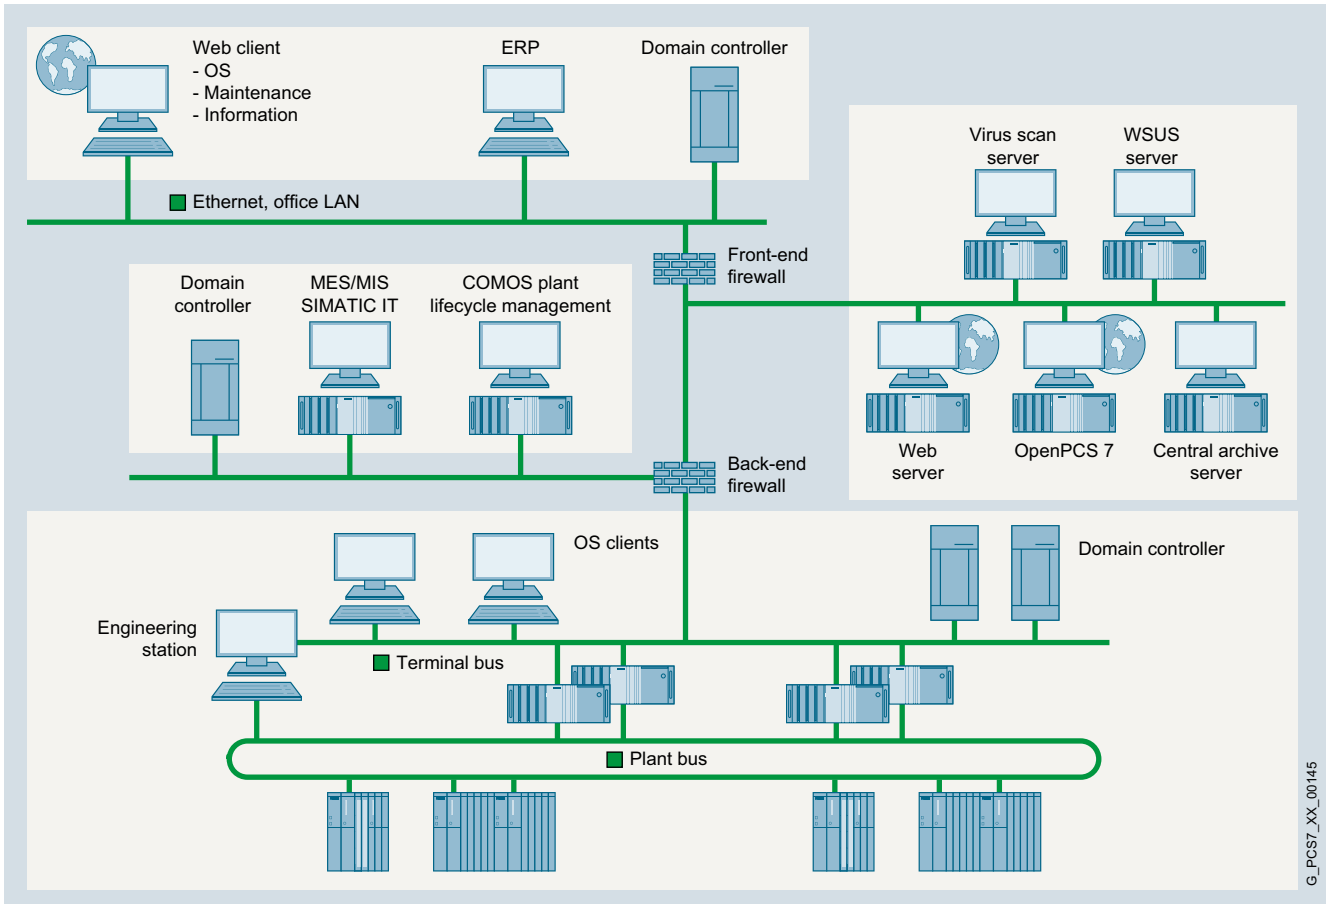 Web client
- OS
- Maintenance
- Information
ERP
Domain controller
Virus scan
server
WSUS
server
Ethernet, office LAN
Front-end
firewall
Domain
controller
MES/MIS
SIMATIC IT
COMOS plant
lifecycle management
Web
server
OpenPCS 7
Central archive
server
Back-end
firewall
OS clients
Domain controller
Engineering
station
Terminal bus
Plant bus
G_PCS7_XX_00145